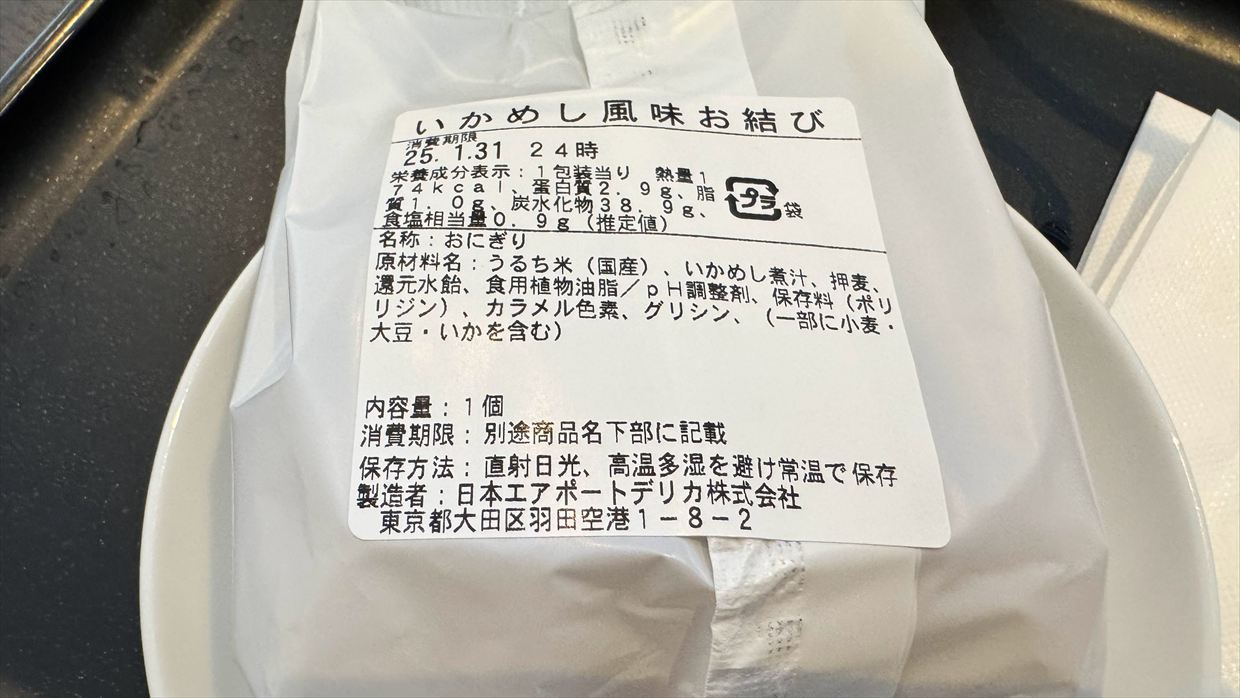 いかめし風味お結び
消費期限
25. 1.31 24時
栄養成分表示：1包装当り 熱量1
74kcal、蛋白質2.9g、脂
質1.0g、炭水化物38.9g、
食塩相当量0.9g（推定値）
プラ 袋
名称：おにぎり
原材料名：うるち米（国産）、いかめし煮汁、押麦、
還元水飴、食用植物油脂／pH調整剤、保存料（ポリ
リジン）、カラメル色素、グリシン、（一部に小麦・
大豆・いかを含む）
内容量：1個
消費期限：別途商品名下部に記載
保存方法：直射日光、高温多湿を避け常温で保存
製造者：日本エアポートデリカ株式会社
東京都大田区羽田空港1－8－2